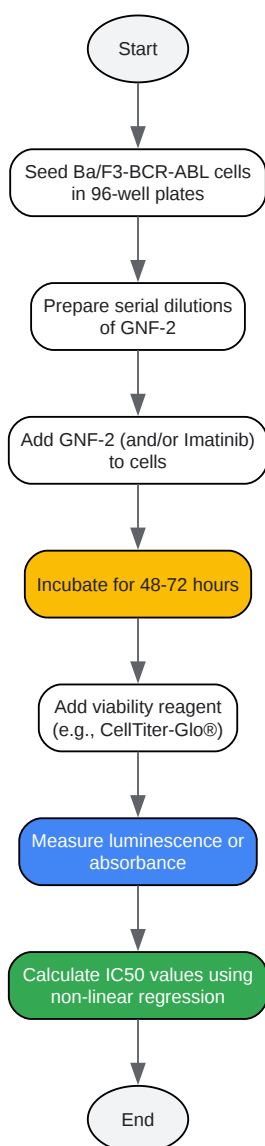 Start
Seed Ba/F3-BCR-ABL cells
in 96-well plates
Prepare serial dilutions
of GNF-2
Add GNF-2 (and/or Imatinib)
to cells
Incubate for 48-72 hours
Add viability reagent
(e.g., CellTiter-Glo®)
Measure luminescence or
absorbance
Calculate IC50 values using
non-linear regression
End